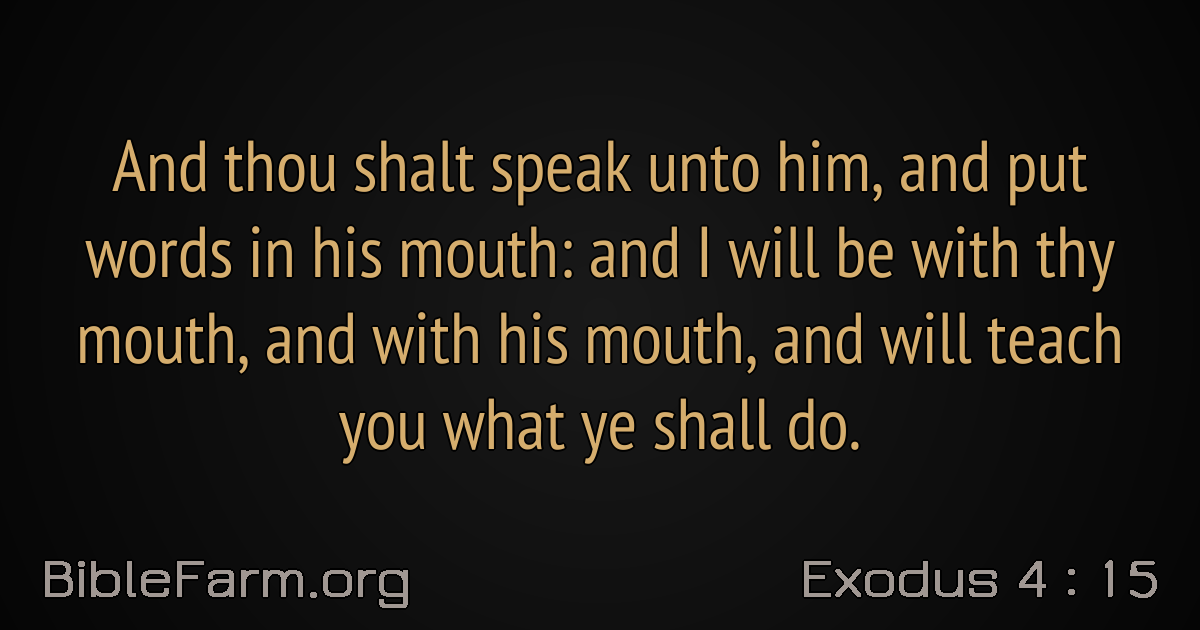 And thou shalt speak unto him, and put
words in his mouth: and I will be with thy
mouth, and with his mouth, and will teach
you what ye shall do.
BibleFarm.org
Exodus 4 : 15